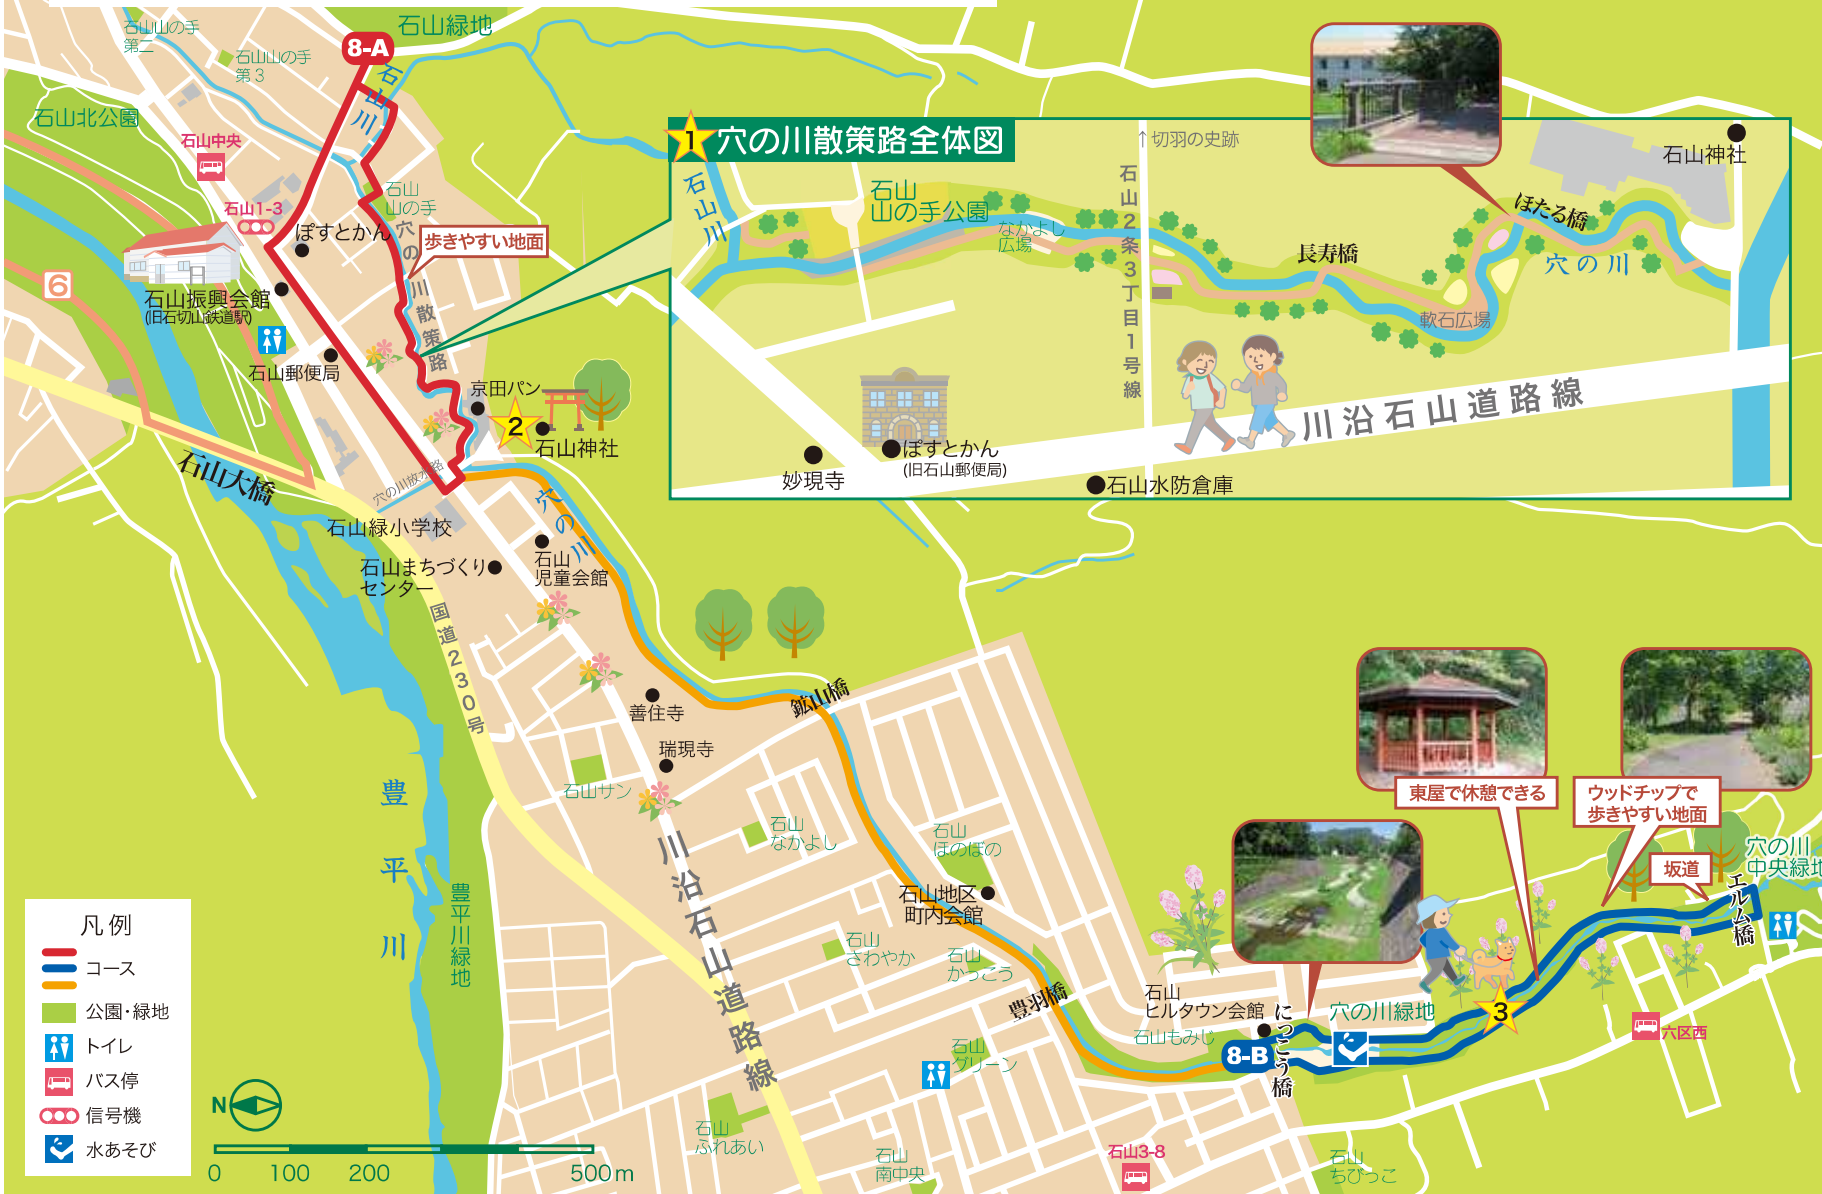 石山山の手
第二
石山山の手
第3
石山緑地
8-A
石山川
石山北公園
石山中央
石山
山の手
石山1-3
ぽすとかん
穴の川散策路
歩きやすい地面
6
石山振興会館
(旧石切山鉄道駅)
石山郵便局
京田パン
2
石山神社
石山大橋
穴の川放水路
石山緑小学校
穴の川
石山
児童会館
石山まちづくり
センター
国道230号
善住寺
瑞現寺
石山サン
鉱山橋
豊平川
豊平川緑地
川沿石山道路線
石山
なかよし
石山
ほのぼの
石山地区
町内会館
石山
さわやか
石山
かっこう
豊羽橋
石山
グリーン
石山
ふれあい
石山
南中央
石山3-8
石山
ちびっこ
石山
ヒルタウン会館
石山もみじ
8-B
にっこう橋
穴の川緑地
3
六区西
エルム橋
穴の川
中央緑地
坂道
ウッドチップで
歩きやすい地面
東屋で休憩できる
1
穴の川散策路全体図
石山川
石山
山の手公園
なかよし
広場
↑切羽の史跡
石山2条3丁目1号線
長寿橋
ほたる橋
穴の川
軟石広場
石山神社
川沿石山道路線
妙現寺
ぽすとかん
(旧石山郵便局)
石山水防倉庫
凡例
コース
公園・緑地
トイレ
バス停
信号機
水あそび
N
0 100 200 500m